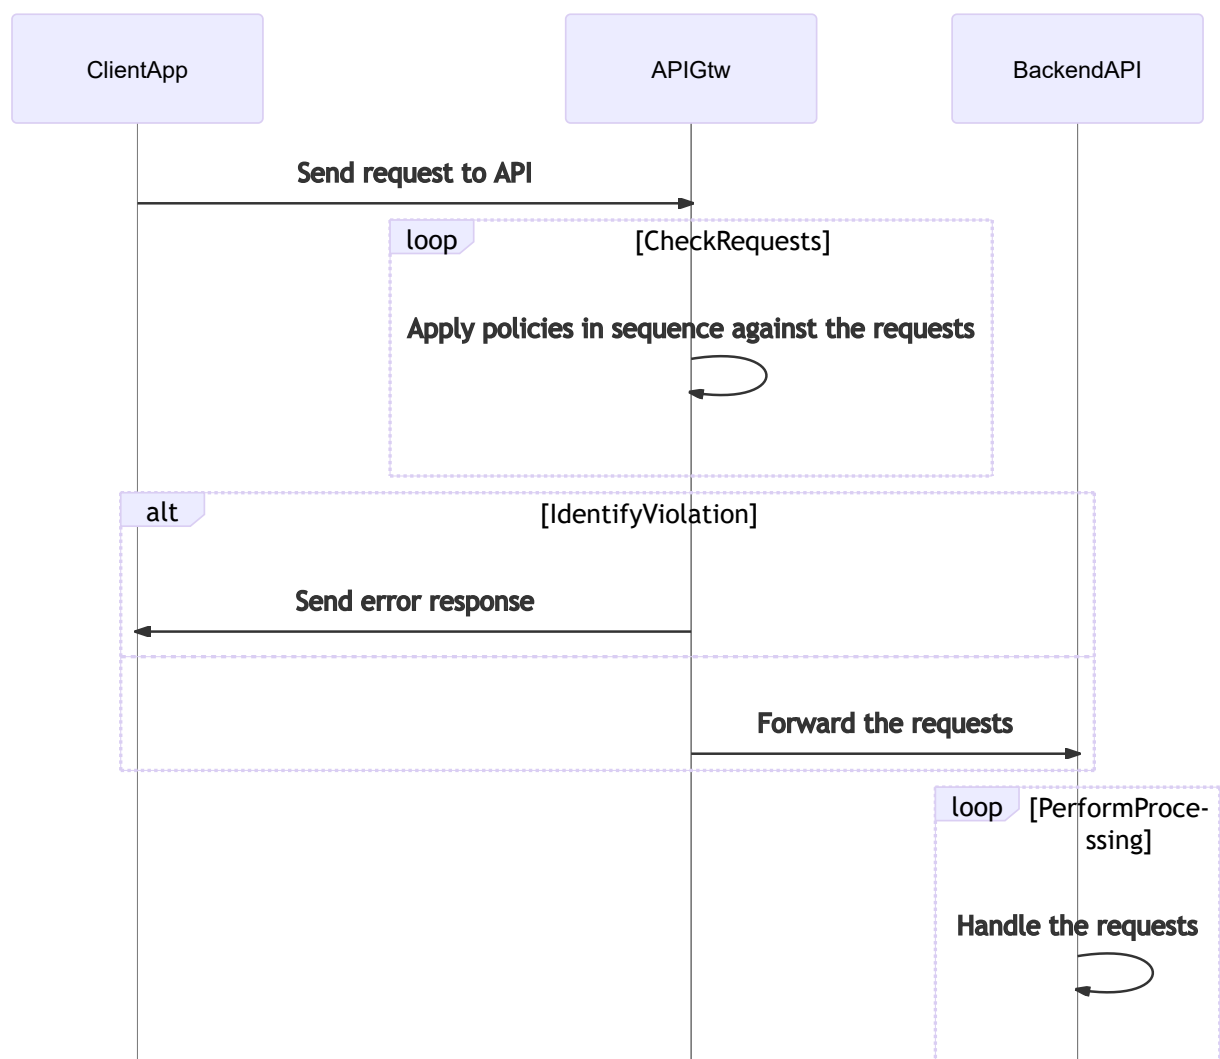 ClientApp
APIGtw
BackendAPI
Send request to API
loop
[CheckRequests]
Apply policies in sequence against the requests
alt
[IdentifyViolation]
Send error response
Forward the requests
loop
[PerformProce-
ssing]
Handle the requests